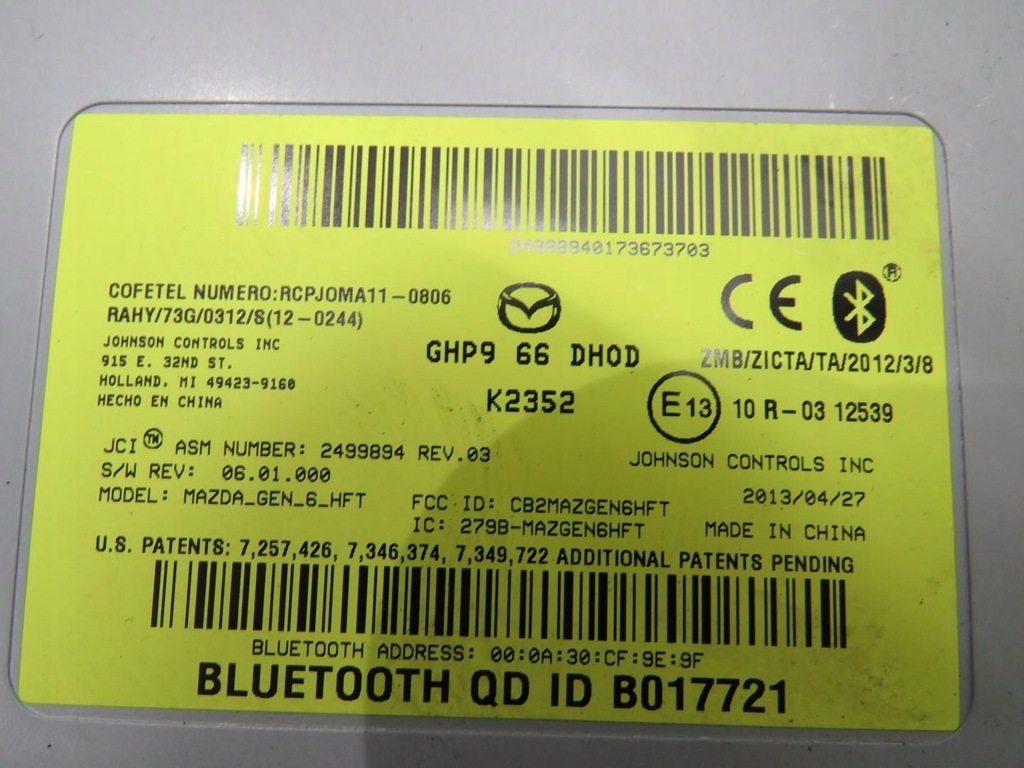 24998940173673703
COFETEL NUMERO:RCPJOMA11-0806
RAHY/73G/0312/S(12-0244)
JOHNSON CONTROLS INC
915 E. 32ND ST.
HOLLAND, MI 49423-9160
HECHO EN CHINA
GHP9 66 DH0D
K2352
CE
ZMB/ZICTA/TA/2012/3/8
E13 10 R-03 12539
JCI™ ASM NUMBER: 2499894 REV.03
S/W REV: 06.01.000
MODEL: MAZDA_GEN_6_HFT
JOHNSON CONTROLS INC
2013/04/27
FCC ID: CB2MAZGEN6HFT
IC: 279B-MAZGEN6HFT
MADE IN CHINA
U.S. PATENTS: 7,257,426, 7,346,374, 7,349,722 ADDITIONAL PATENTS PENDING
BLUETOOTH ADDRESS: 00:0A:30:CF:9E:9F
BLUETOOTH QD ID B017721